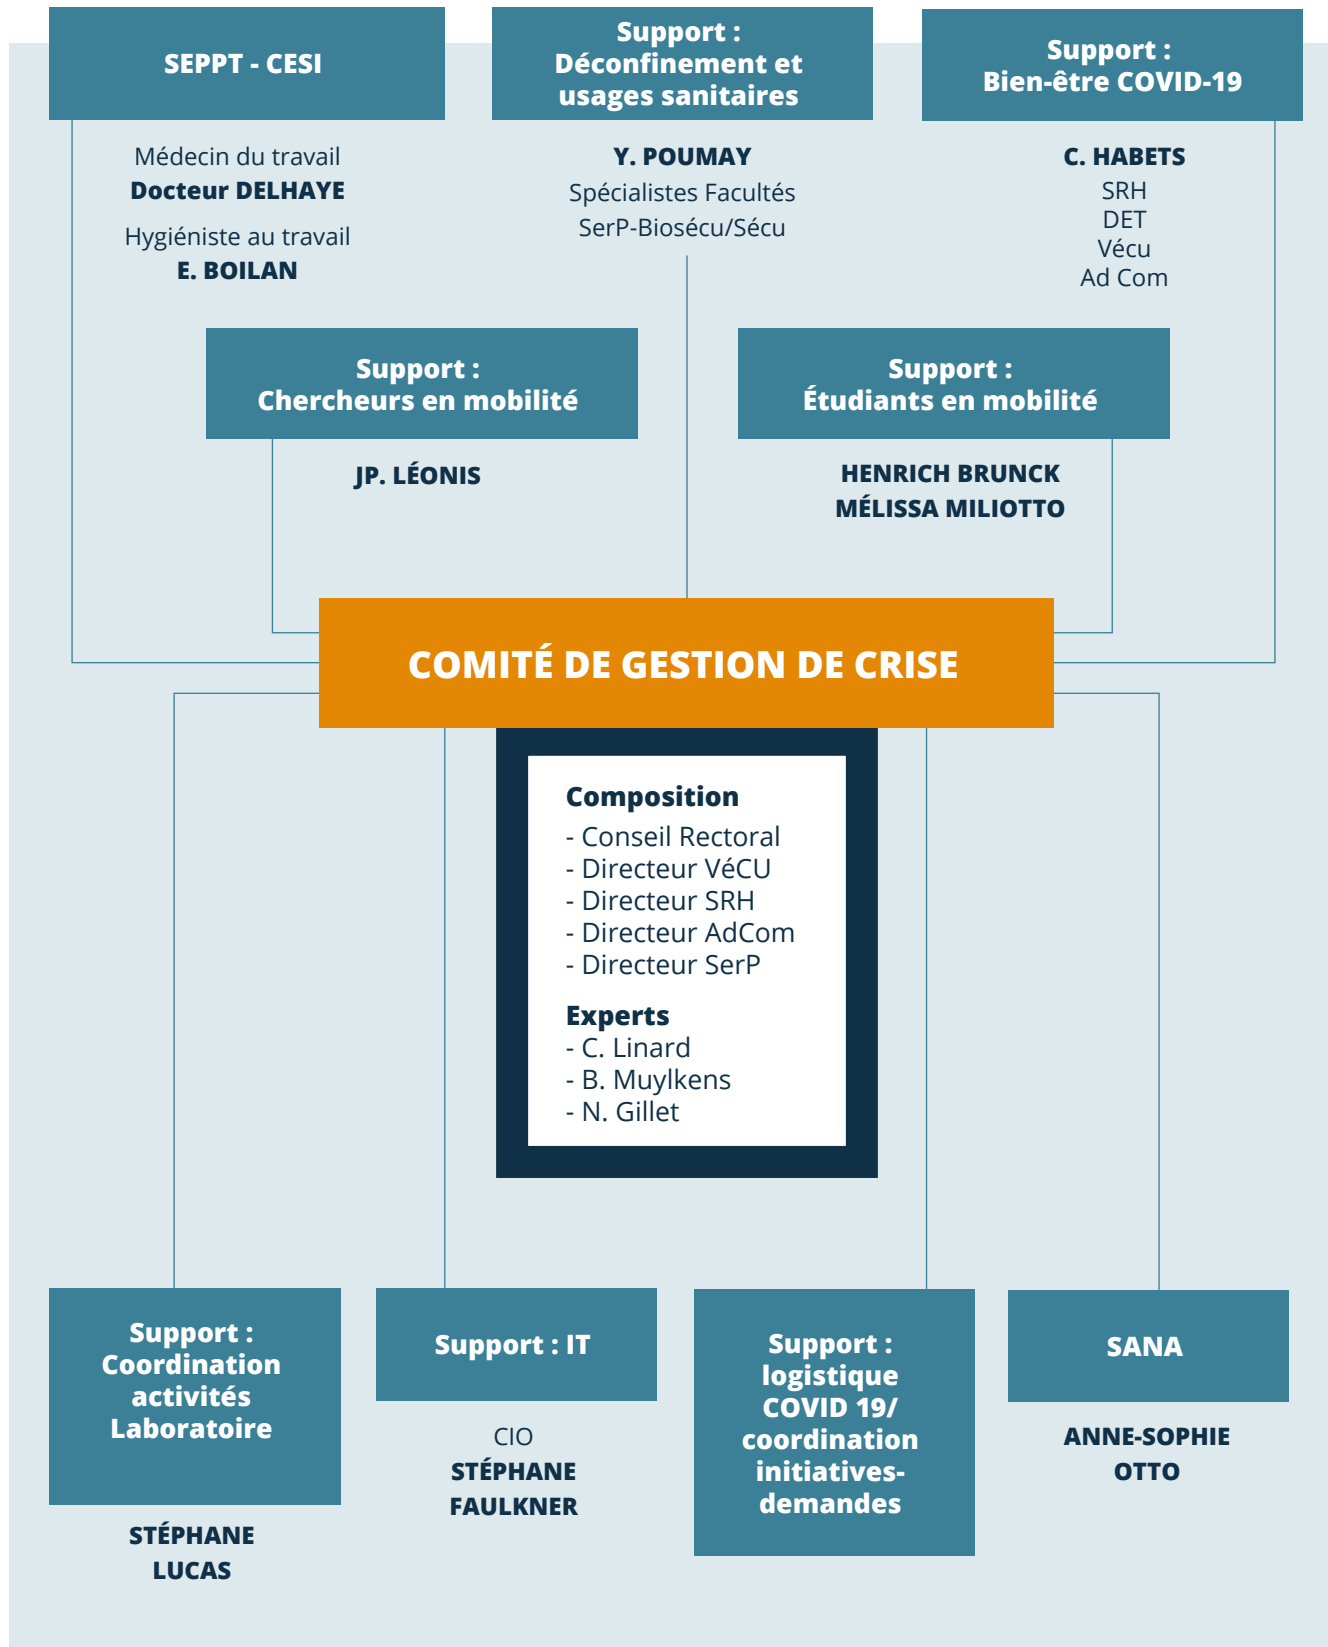 SEPPT - CESI
Médecin du travail
Docteur DELHAYE
Hygiéniste au travail
E. BOILAN
Support :
Déconfinement et
usages sanitaires
Y. POUMAY
Spécialistes Facultés
SerP-Biosécu/Sécu
Support :
Bien-être COVID-19
C. HABETS
SRH
DET
Vécu
Ad Com
Support :
Chercheurs en mobilité
JP. LÉONIS
Support :
Étudiants en mobilité
HENRICH BRUNCK
MÉLISSA MILIOTTO
COMITÉ DE GESTION DE CRISE
Composition
- Conseil Rectoral
- Directeur VéCU
- Directeur SRH
- Directeur AdCom
- Directeur SerP
Experts
- C. Linard
- B. Muylkens
- N. Gillet
Support :
Coordination
activités
Laboratoire
STÉPHANE
LUCAS
Support : IT
CIO
STÉPHANE
FAULKNER
Support :
logistique
COVID 19/
coordination
initiatives-
demandes
SANA
ANNE-SOPHIE
OTTO